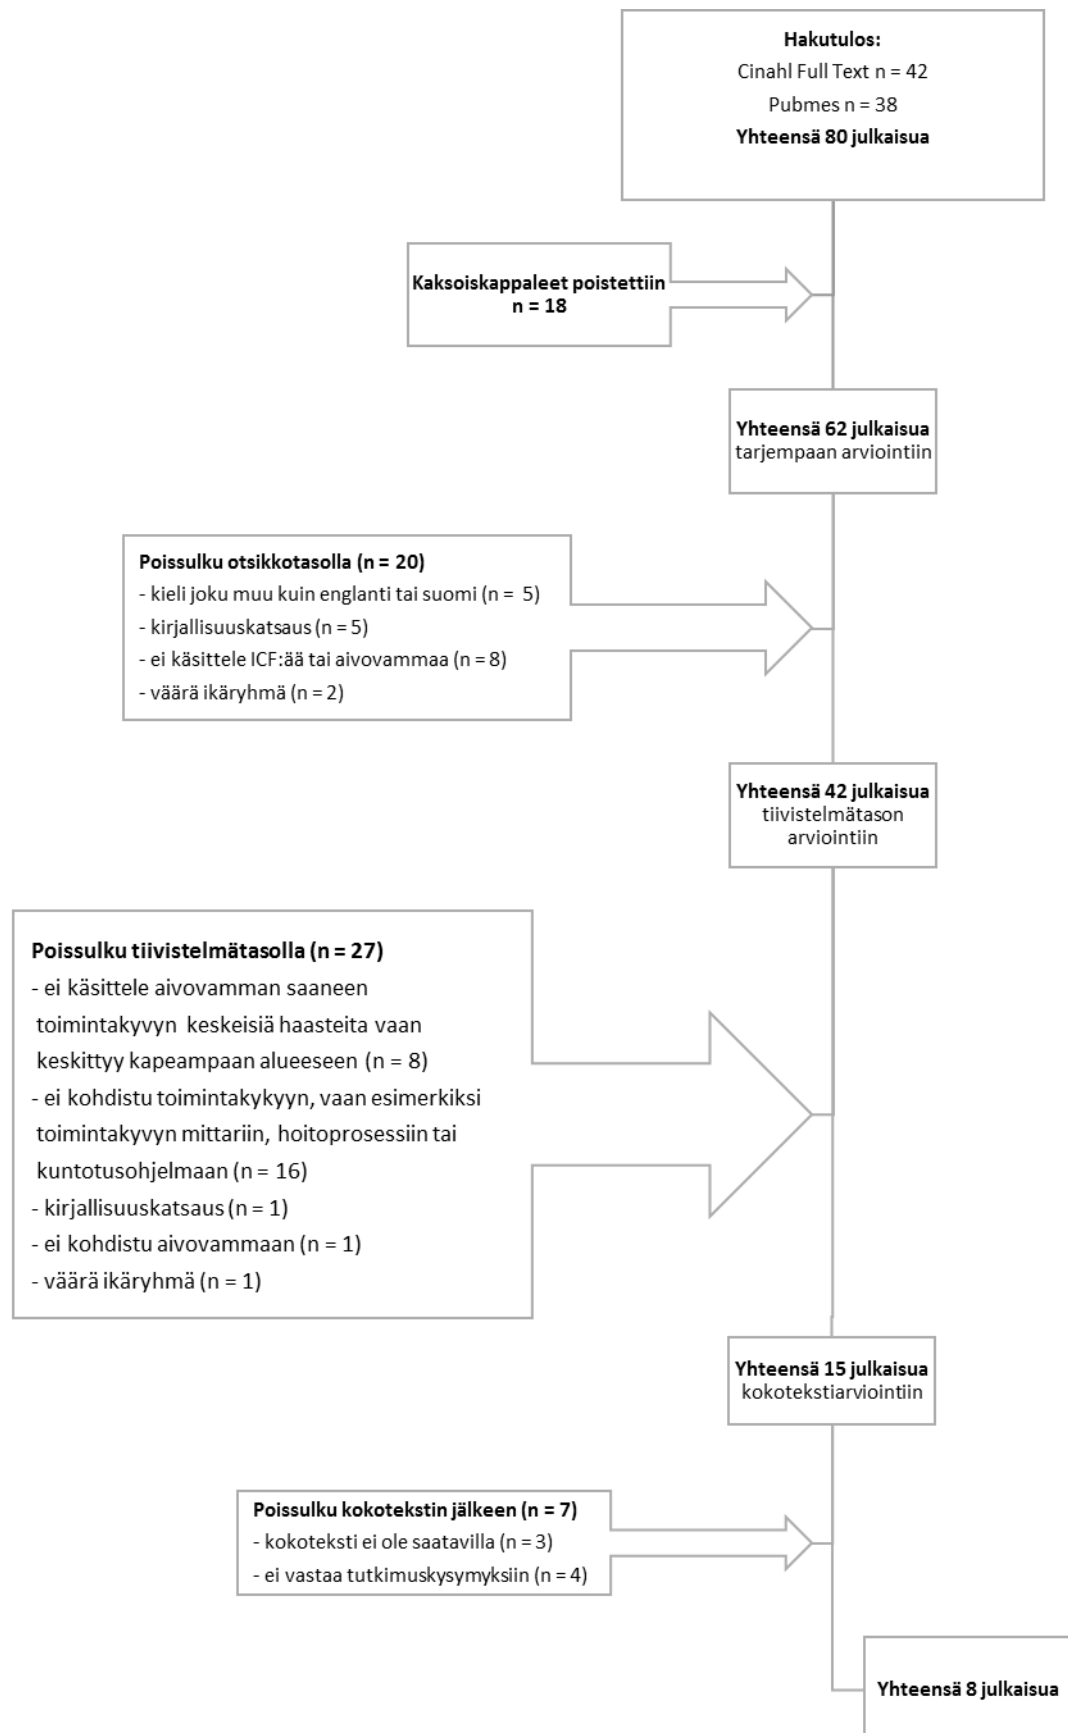 Hakutulos:
Cinahl Full Text n = 42
Pubmes n = 38
Yhteensä 80 julkaisua
Kaksoiskappaleet poistettiin
n = 18
Yhteensä 62 julkaisua
tarjempaan arviointiin
Poissulku otsikkotasolla (n = 20)
- kieli joku muu kuin englanti tai suomi (n = 5)
- kirjallisuuskatsaus (n = 5)
- ei käsittele ICF:ää tai aivovammaa (n = 8)
- väärä ikäryhmä (n = 2)
Yhteensä 42 julkaisua
tiivistelmätason
arviointiin
Poissulku tiivistelmätasolla (n = 27)
- ei käsittele aivovamman saaneen
toimintakyvyn keskeisiä haasteita vaan
keskittyy kapeampaan alueeseen (n = 8)
- ei kohdistu toimintakykyyn, vaan esimerkiksi
toimintakyvyn mittariin, hoitoprosessiin tai
kuntotusohjelmaan (n = 16)
- kirjallisuuskatsaus (n = 1)
- ei kohdistu aivovammaan (n = 1)
- väärä ikäryhmä (n = 1)
Yhteensä 15 julkaisua
kokotekstiarviointiin
Poissulku kokotekstin jälkeen (n = 7)
- kokoteksti ei ole saatavilla (n = 3)
- ei vastaa tutkimuskysymyksiin (n = 4)
Yhteensä 8 julkaisua